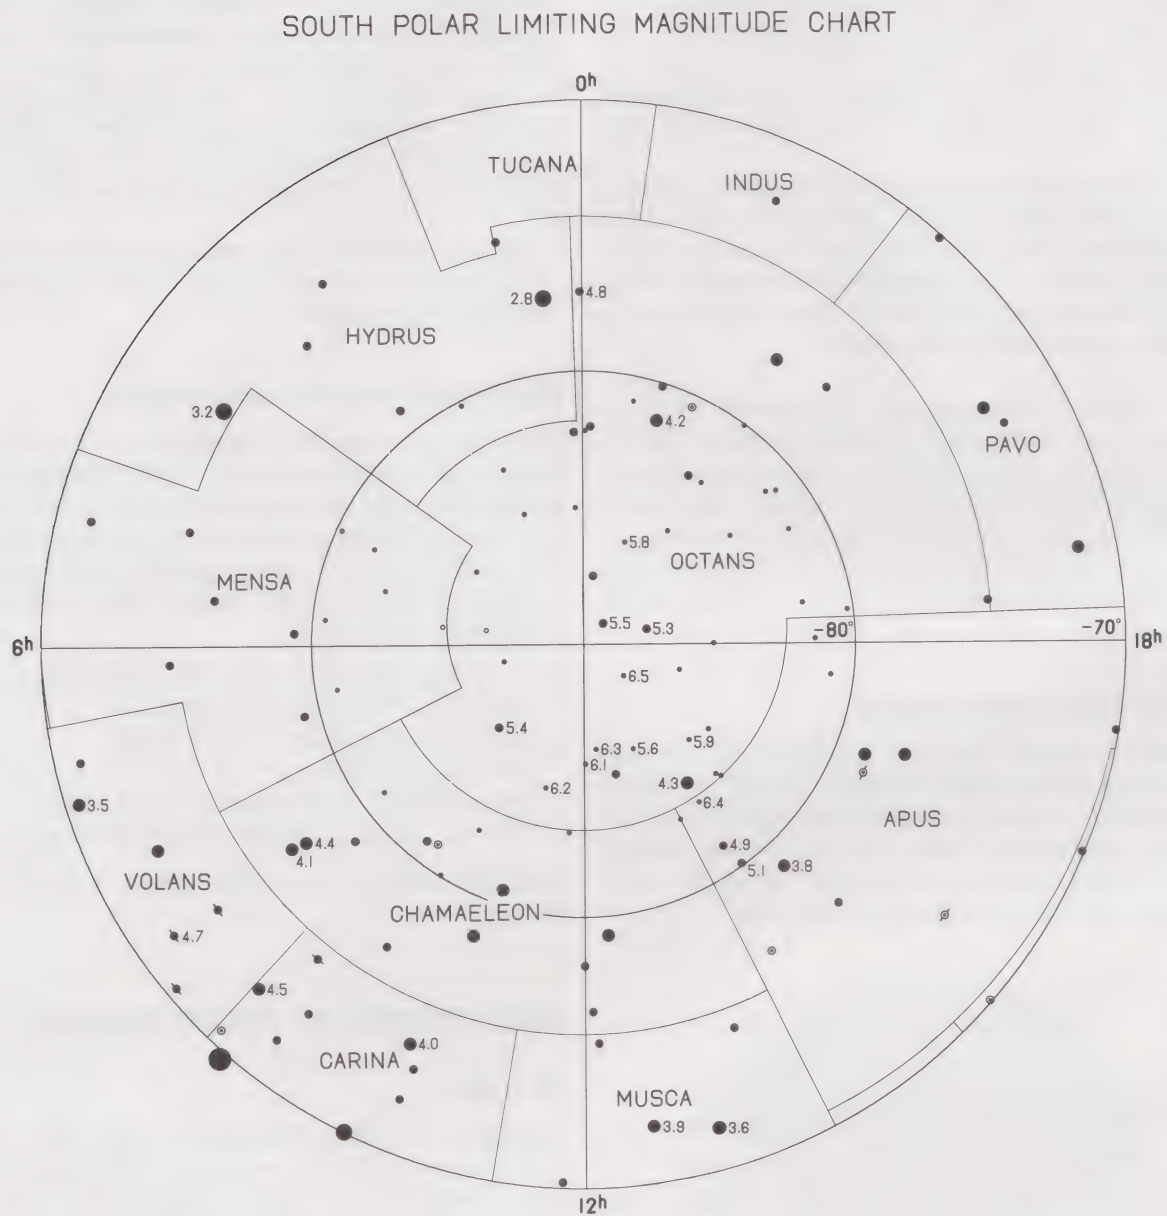 SOUTH POLAR LIMITING MAGNITUDE CHART
0h
TUCANA
INDUS
2.8
4.8
HYDRUS
3.2
4.2
PAVO
5.8
OCTANS
MENSA
5.5
5.3
-80°
-70°
6h
18h
6.5
5.4
5.9
6.3
5.6
6.1
4.3
6.2
6.4
3.5
APUS
4.4
4.9
4.1
5.1
3.8
VOLANS
CHAMAELEON
4.7
4.5
4.0
CARINA
MUSCA
3.9
3.6
12h